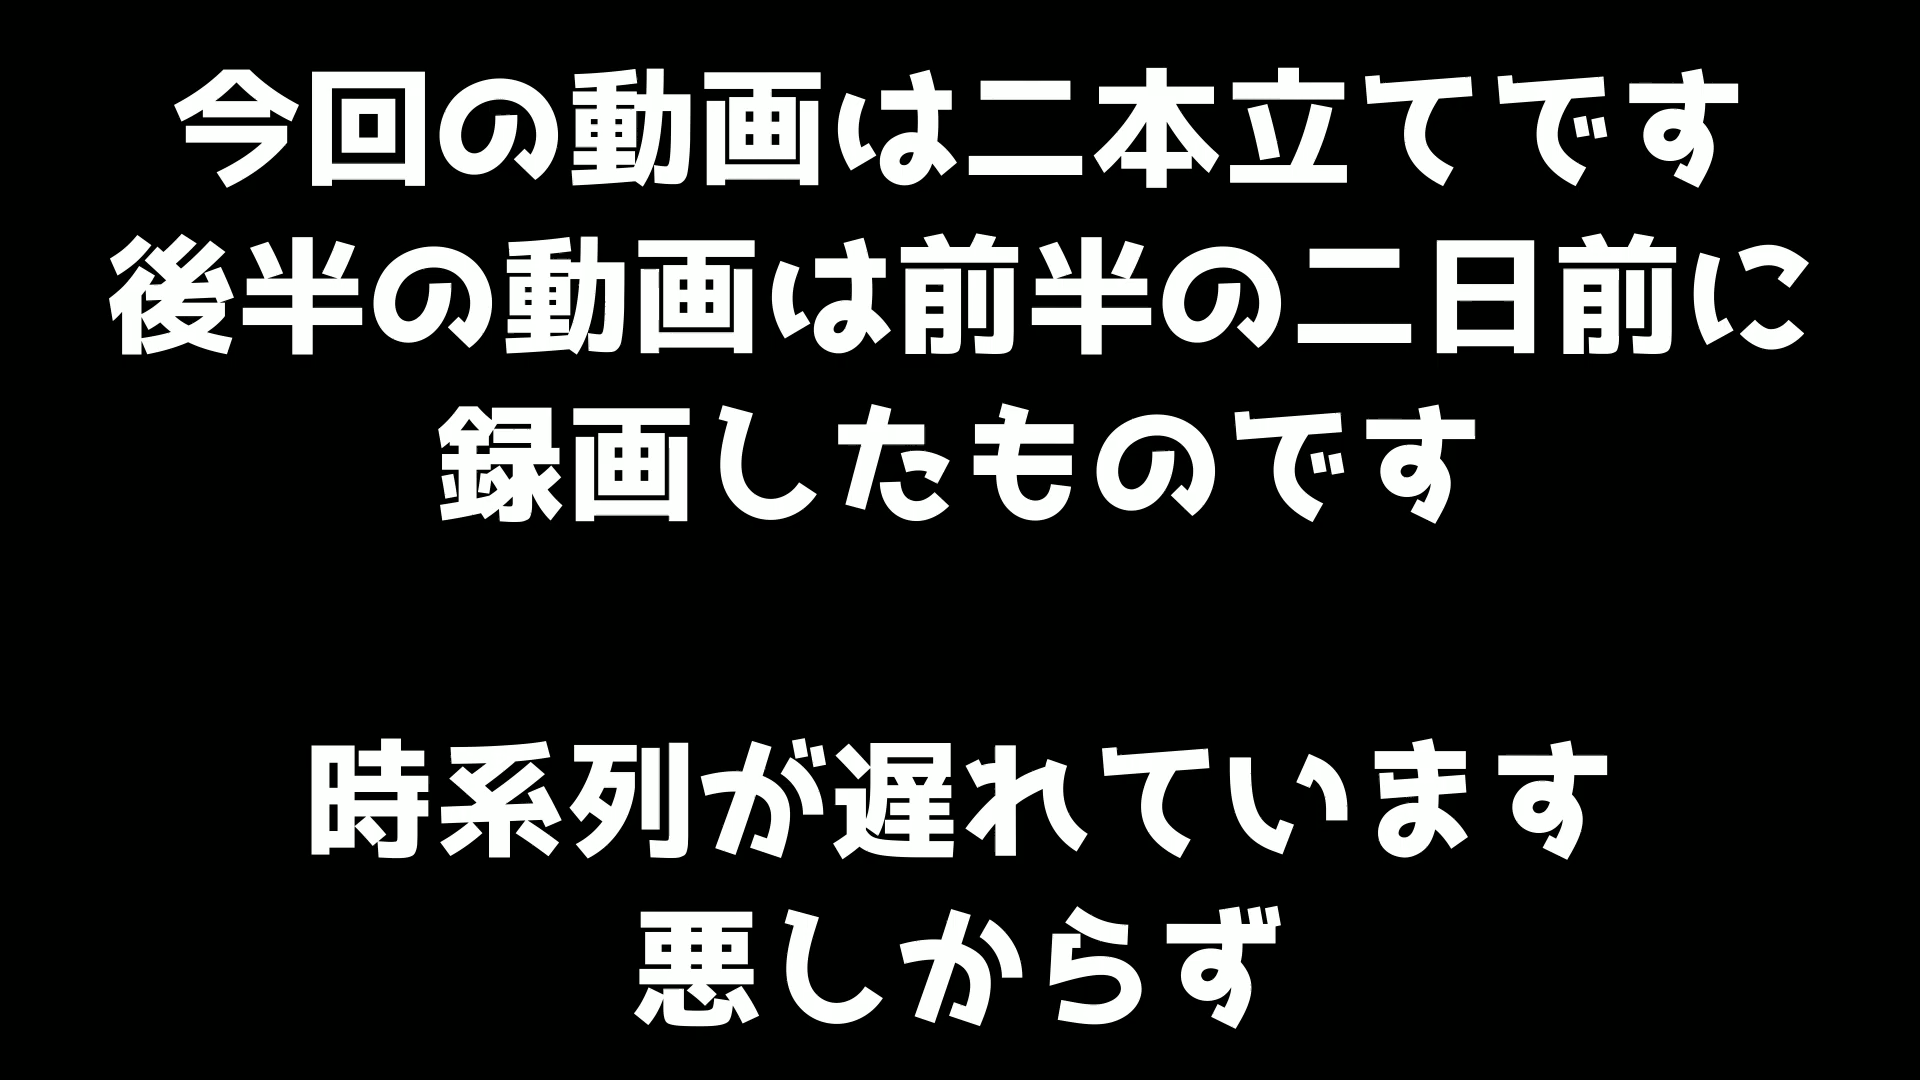 今回の動画は二本立てです
後半の動画は前半の二日前に
録画したものです
時系列が遅れています
悪しからず